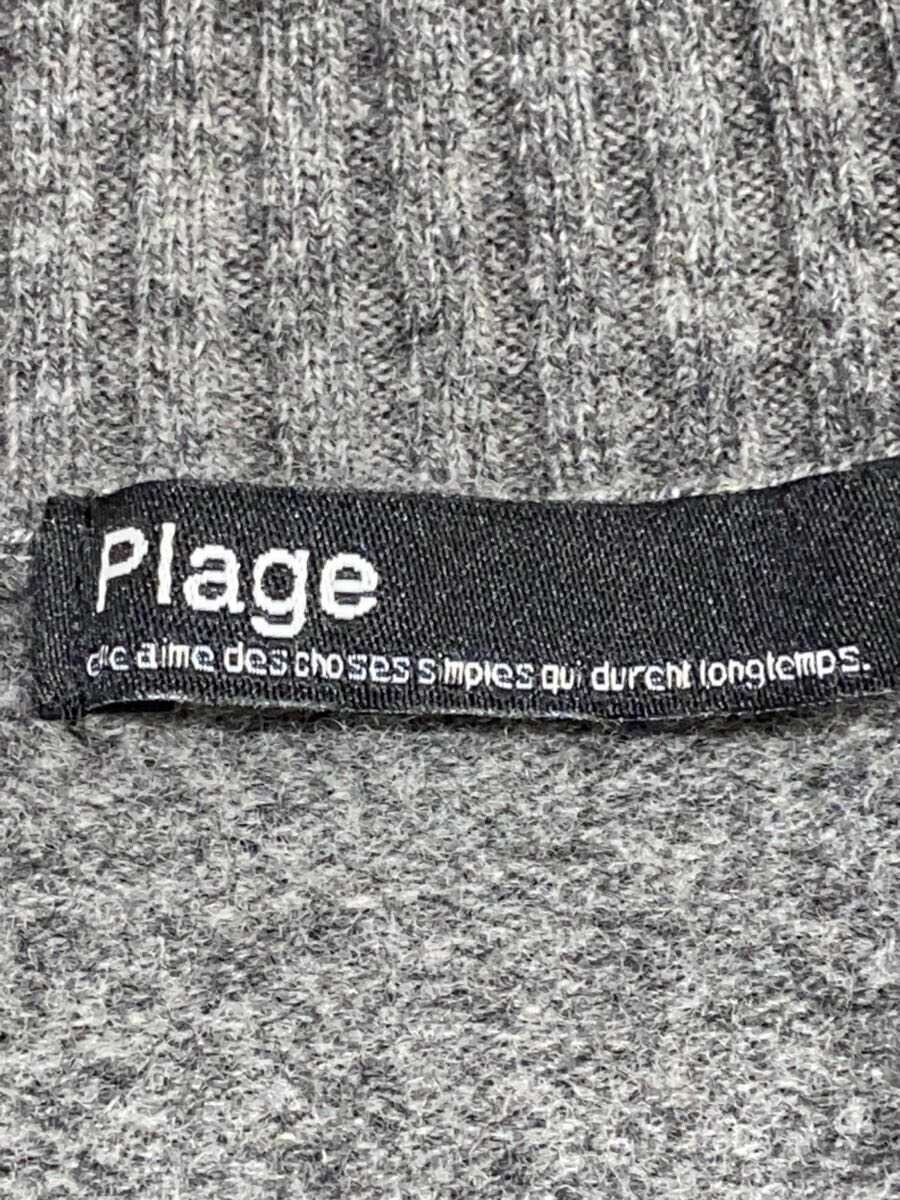 Plage
elle aime des choses simples qui durent longtemps.